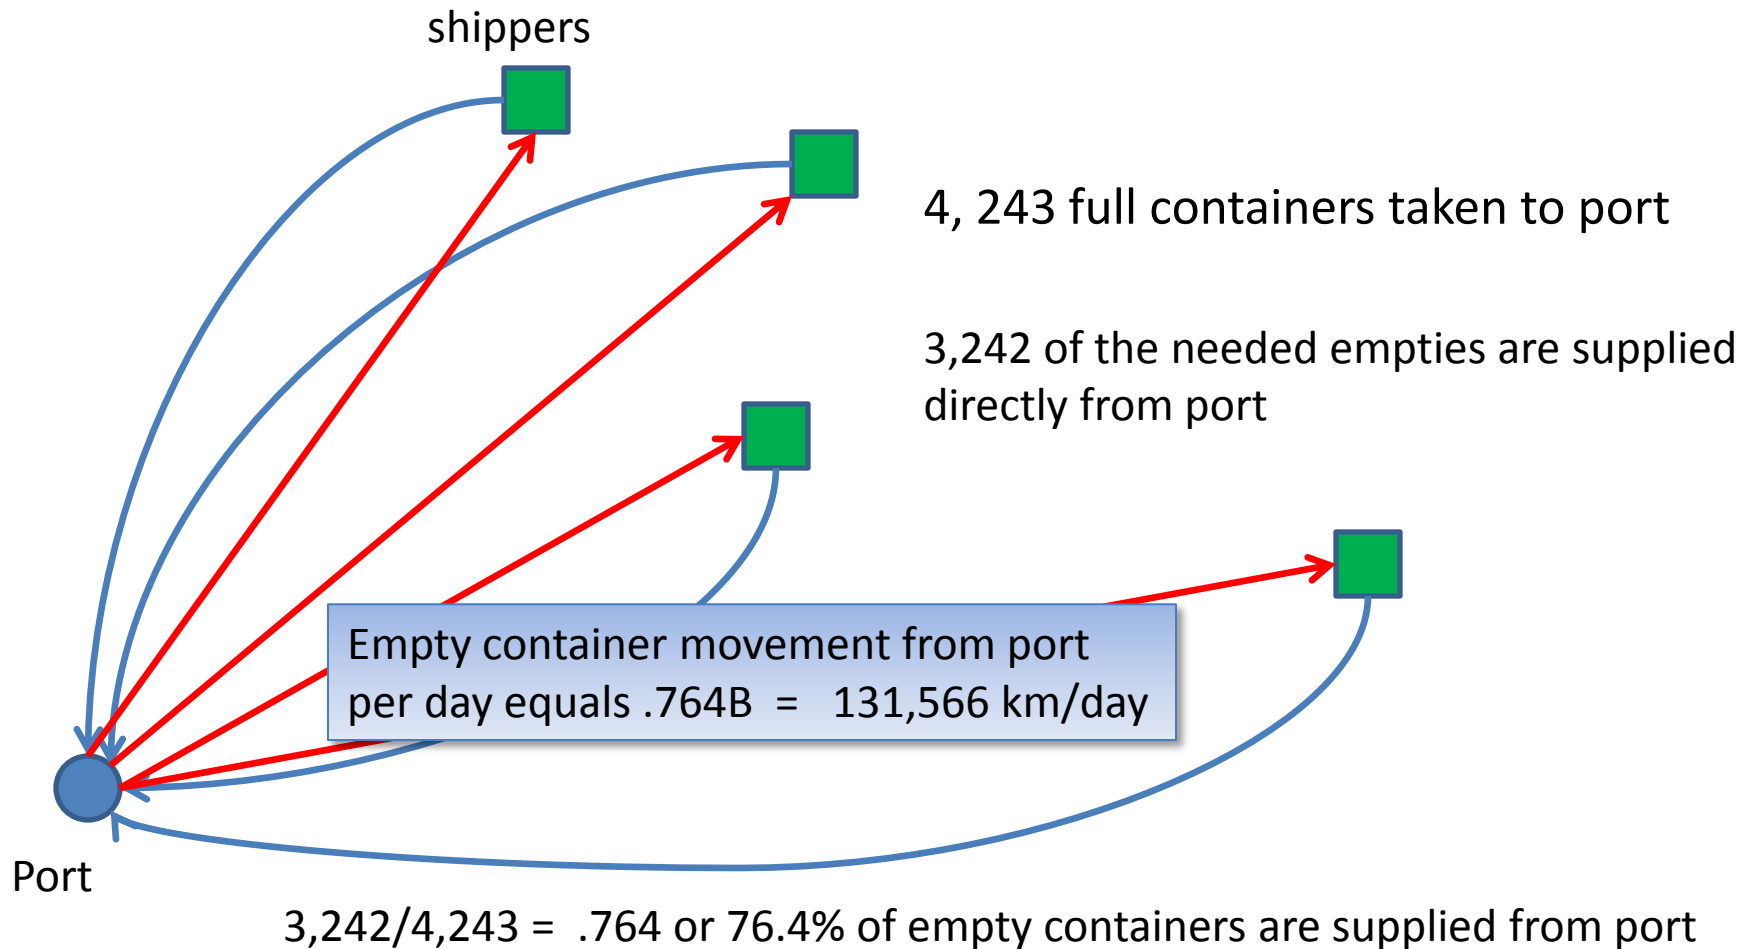 shippers
4, 243 full containers taken to port
3,242 of the needed empties are supplied
directly from port
Empty container movement from port
per day equals .764B  =   131,566 km/day
Port
3,242/4,243 =  .764 or 76.4% of empty containers are supplied from port